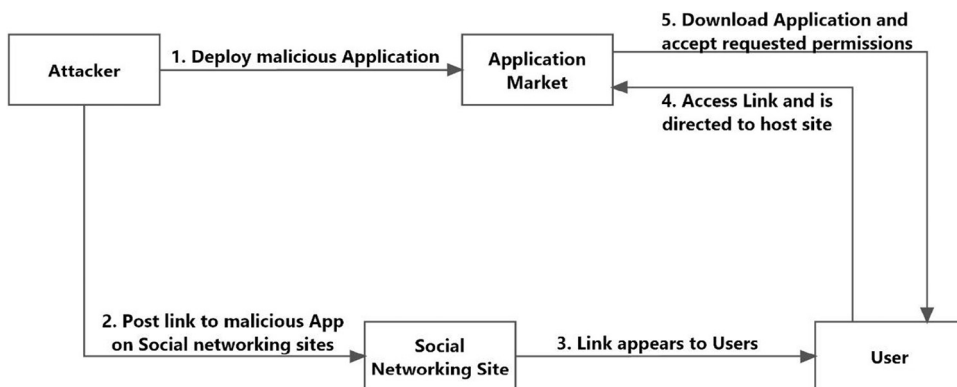 5. Download Application and
accept requested permissions
Attacker
1. Deploy malicious Application
Application
Market
4. Access Link and is
directed to host site
2. Post link to malicious App
on Social networking sites
Social
Networking Site
3. Link appears to Users
User